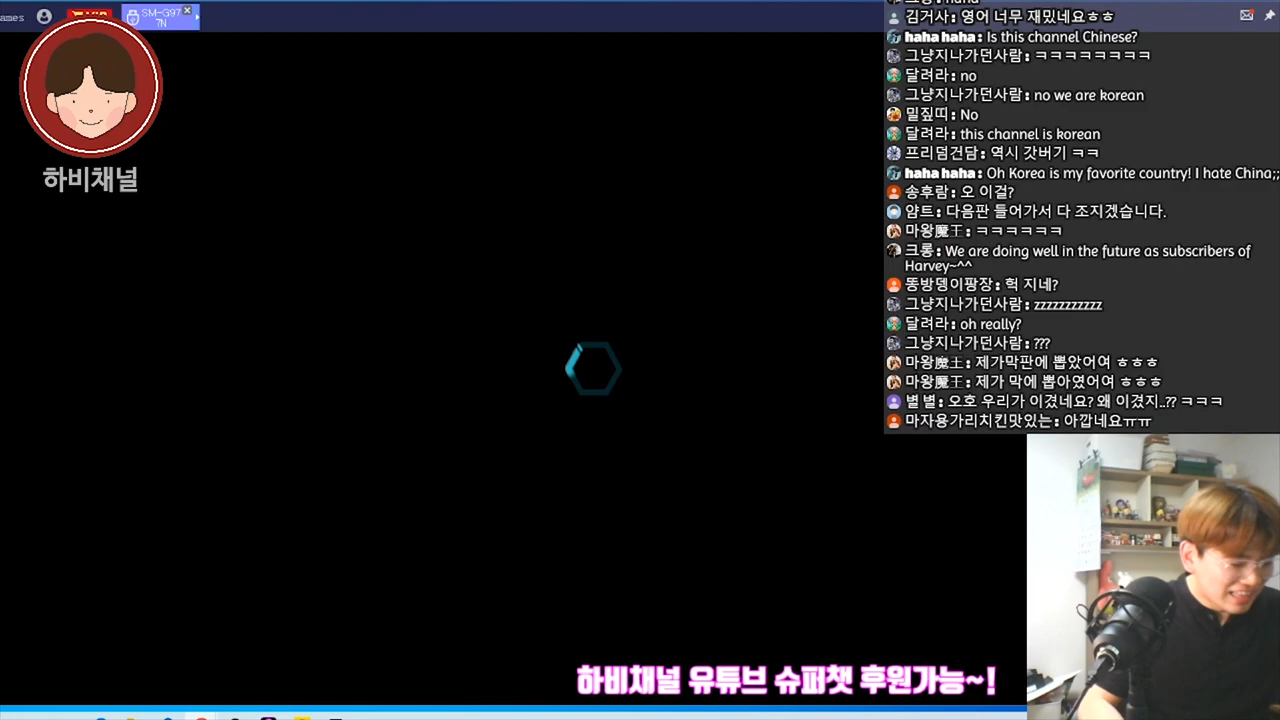 ames
SM-G97
7N
하비채널
김거사: 영어 너무 재밌네요ㅎㅎ
haha haha: Is this channel Chinese?
그냥지나가던사람: ㅋㅋㅋㅋㅋㅋㅋㅋ
달려라: no
그냥지나가던사람: no we are korean
밀짚띠: No
달려라: this channel is korean
프리덤건담: 역시 갓버기 ㅋㅋ
haha haha: Oh Korea is my favorite country! I hate China;;
송후람: 오 이걸?
얌트: 다음판 들어가서 다 조지겠습니다.
마왕魔王: ㅋㅋㅋㅋㅋㅋ
크롱: We are doing well in the future as subscribers of
Harvey~^^
똥방뎅이팡장: 헉 지네?
그냥지나가던사람: zzzzzzzzzzz
달려라: oh really?
그냥지나가던사람: ???
마왕魔王: 제가막판에 뽑았어여 ㅎㅎㅎ
마왕魔王: 제가 막에 뽑아였어여 ㅎㅎㅎ
별 별: 오호 우리가 이겼네요? 왜 이겼지..?? ㅋㅋㅋ
마자용가리치킨맛있는: 아깝네요ㅠㅠ
하비채널 유튜브 슈퍼챗 후원가능~!